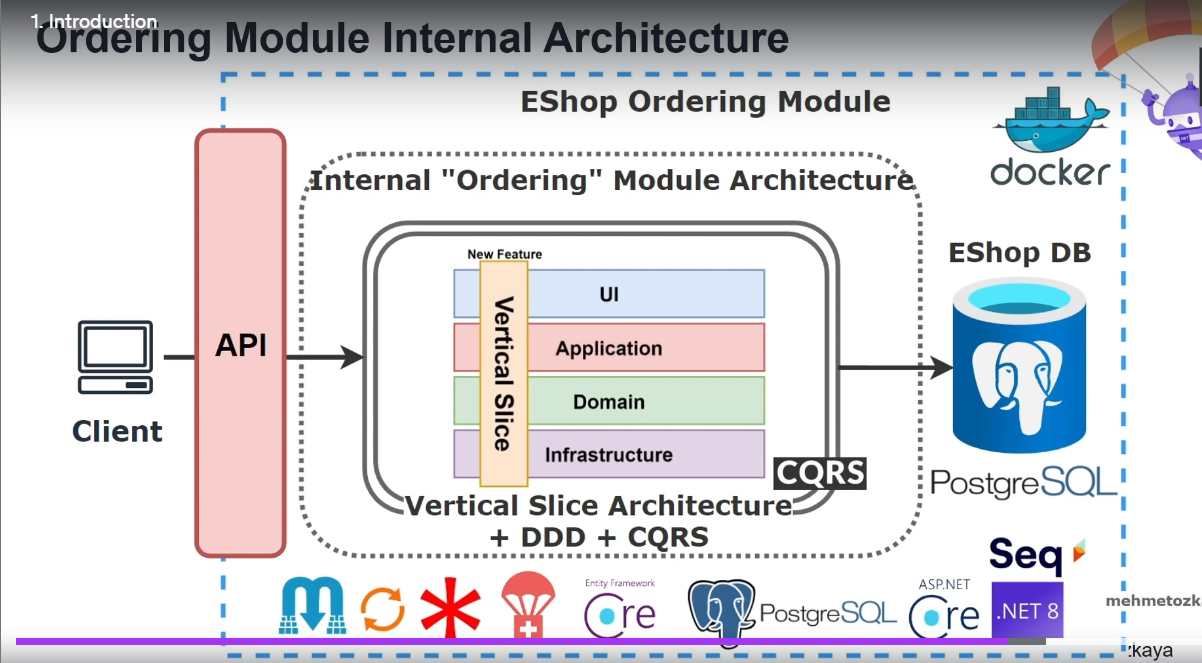 1. Introduction
Ordering Module Internal Architecture
EShop Ordering Module
docker
Internal "Ordering" Module Architecture
EShop DB
New Feature
UI
Vertical Slice
Application
Domain
Infrastructure
API
Client
CQRS
PostgreSQL
Vertical Slice Architecture
+ DDD + CQRS
Seq
Entity Framework
Core
PostgreSQL
ASP.NET
Core
.NET 8
mehmetozk
zkaya